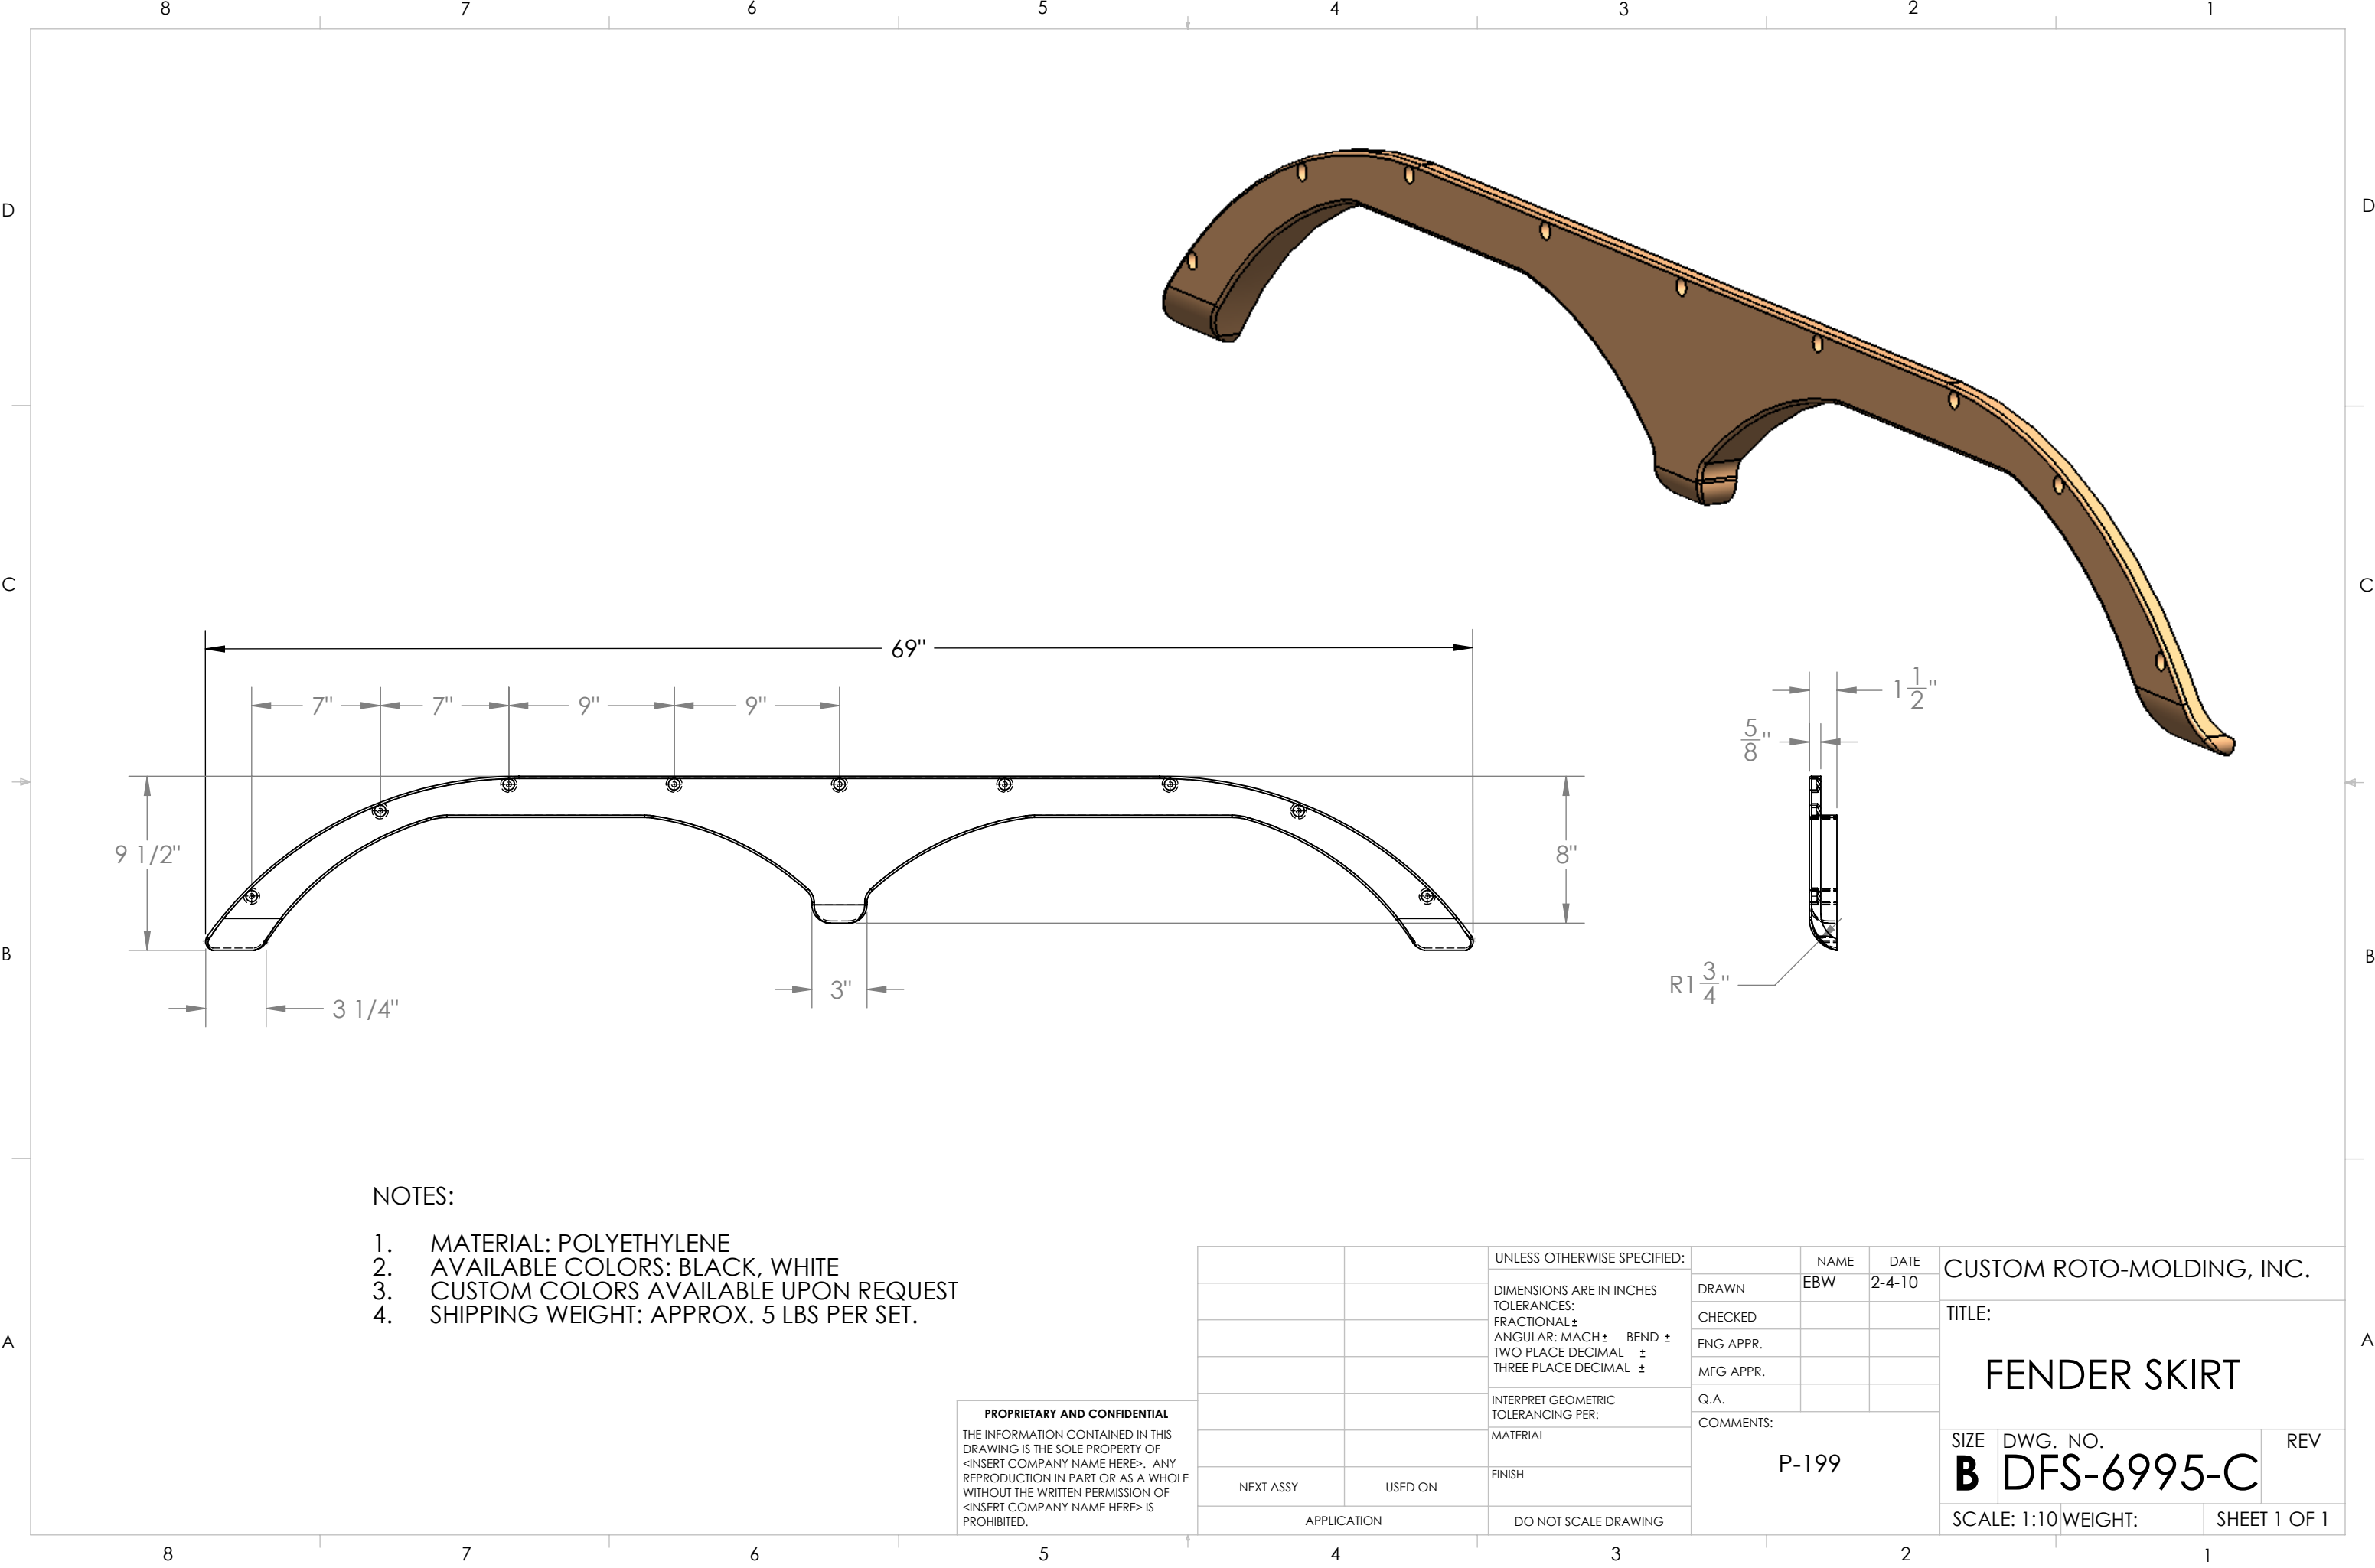 8 7 6 5 4 3 2 1
D D
C C
B B
A A
69"
7" 7" 9" 9"
9 1/2"
8"
3 1/4"
3"
1 1/2"
5/8"
R1 3/4"
NOTES:
1. MATERIAL: POLYETHYLENE
2. AVAILABLE COLORS: BLACK, WHITE
3. CUSTOM COLORS AVAILABLE UPON REQUEST
4. SHIPPING WEIGHT: APPROX. 5 LBS PER SET.
PROPRIETARY AND CONFIDENTIAL
THE INFORMATION CONTAINED IN THIS
DRAWING IS THE SOLE PROPERTY OF
<INSERT COMPANY NAME HERE>. ANY
REPRODUCTION IN PART OR AS A WHOLE
WITHOUT THE WRITTEN PERMISSION OF
<INSERT COMPANY NAME HERE> IS
PROHIBITED.
NEXT ASSY USED ON
APPLICATION
UNLESS OTHERWISE SPECIFIED:
DIMENSIONS ARE IN INCHES
TOLERANCES:
FRACTIONAL ±
ANGULAR: MACH ± BEND ±
TWO PLACE DECIMAL ±
THREE PLACE DECIMAL ±
INTERPRET GEOMETRIC
TOLERANCING PER:
MATERIAL
FINISH
DO NOT SCALE DRAWING
NAME DATE
DRAWN EBW 2-4-10
CHECKED
ENG APPR.
MFG APPR.
Q.A.
COMMENTS:
P-199
CUSTOM ROTO-MOLDING, INC.
TITLE:
FENDER SKIRT
SIZE DWG. NO. REV
B DFS-6995-C
SCALE: 1:10 WEIGHT: SHEET 1 OF 1
8 7 6 5 4 3 2 1